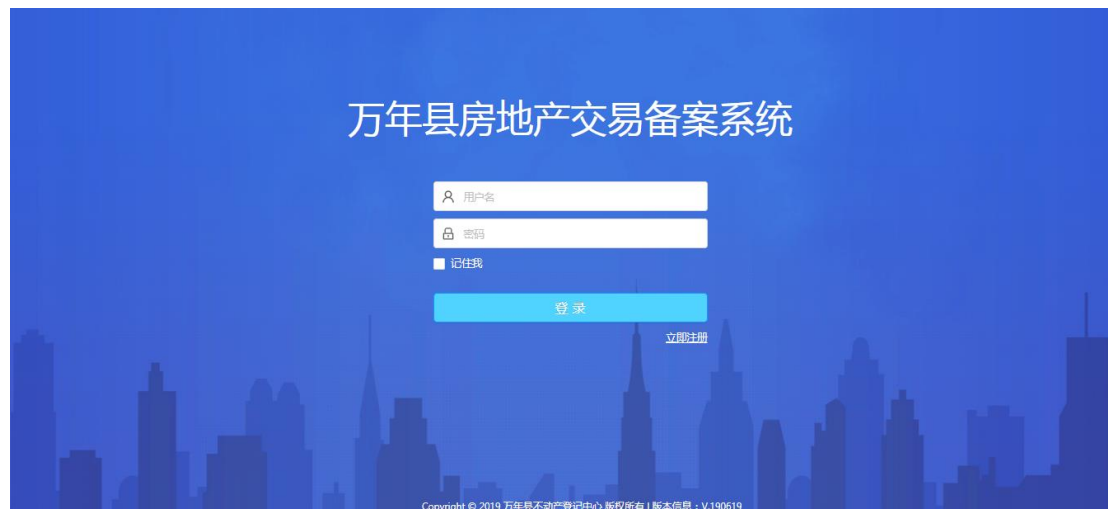 万年县房地产交易备案系统
用户名
密码
记住我
登 录
立即注册
Copyright © 2019 万年县不动产登记中心 版权所有 | 版本信息：V.190619